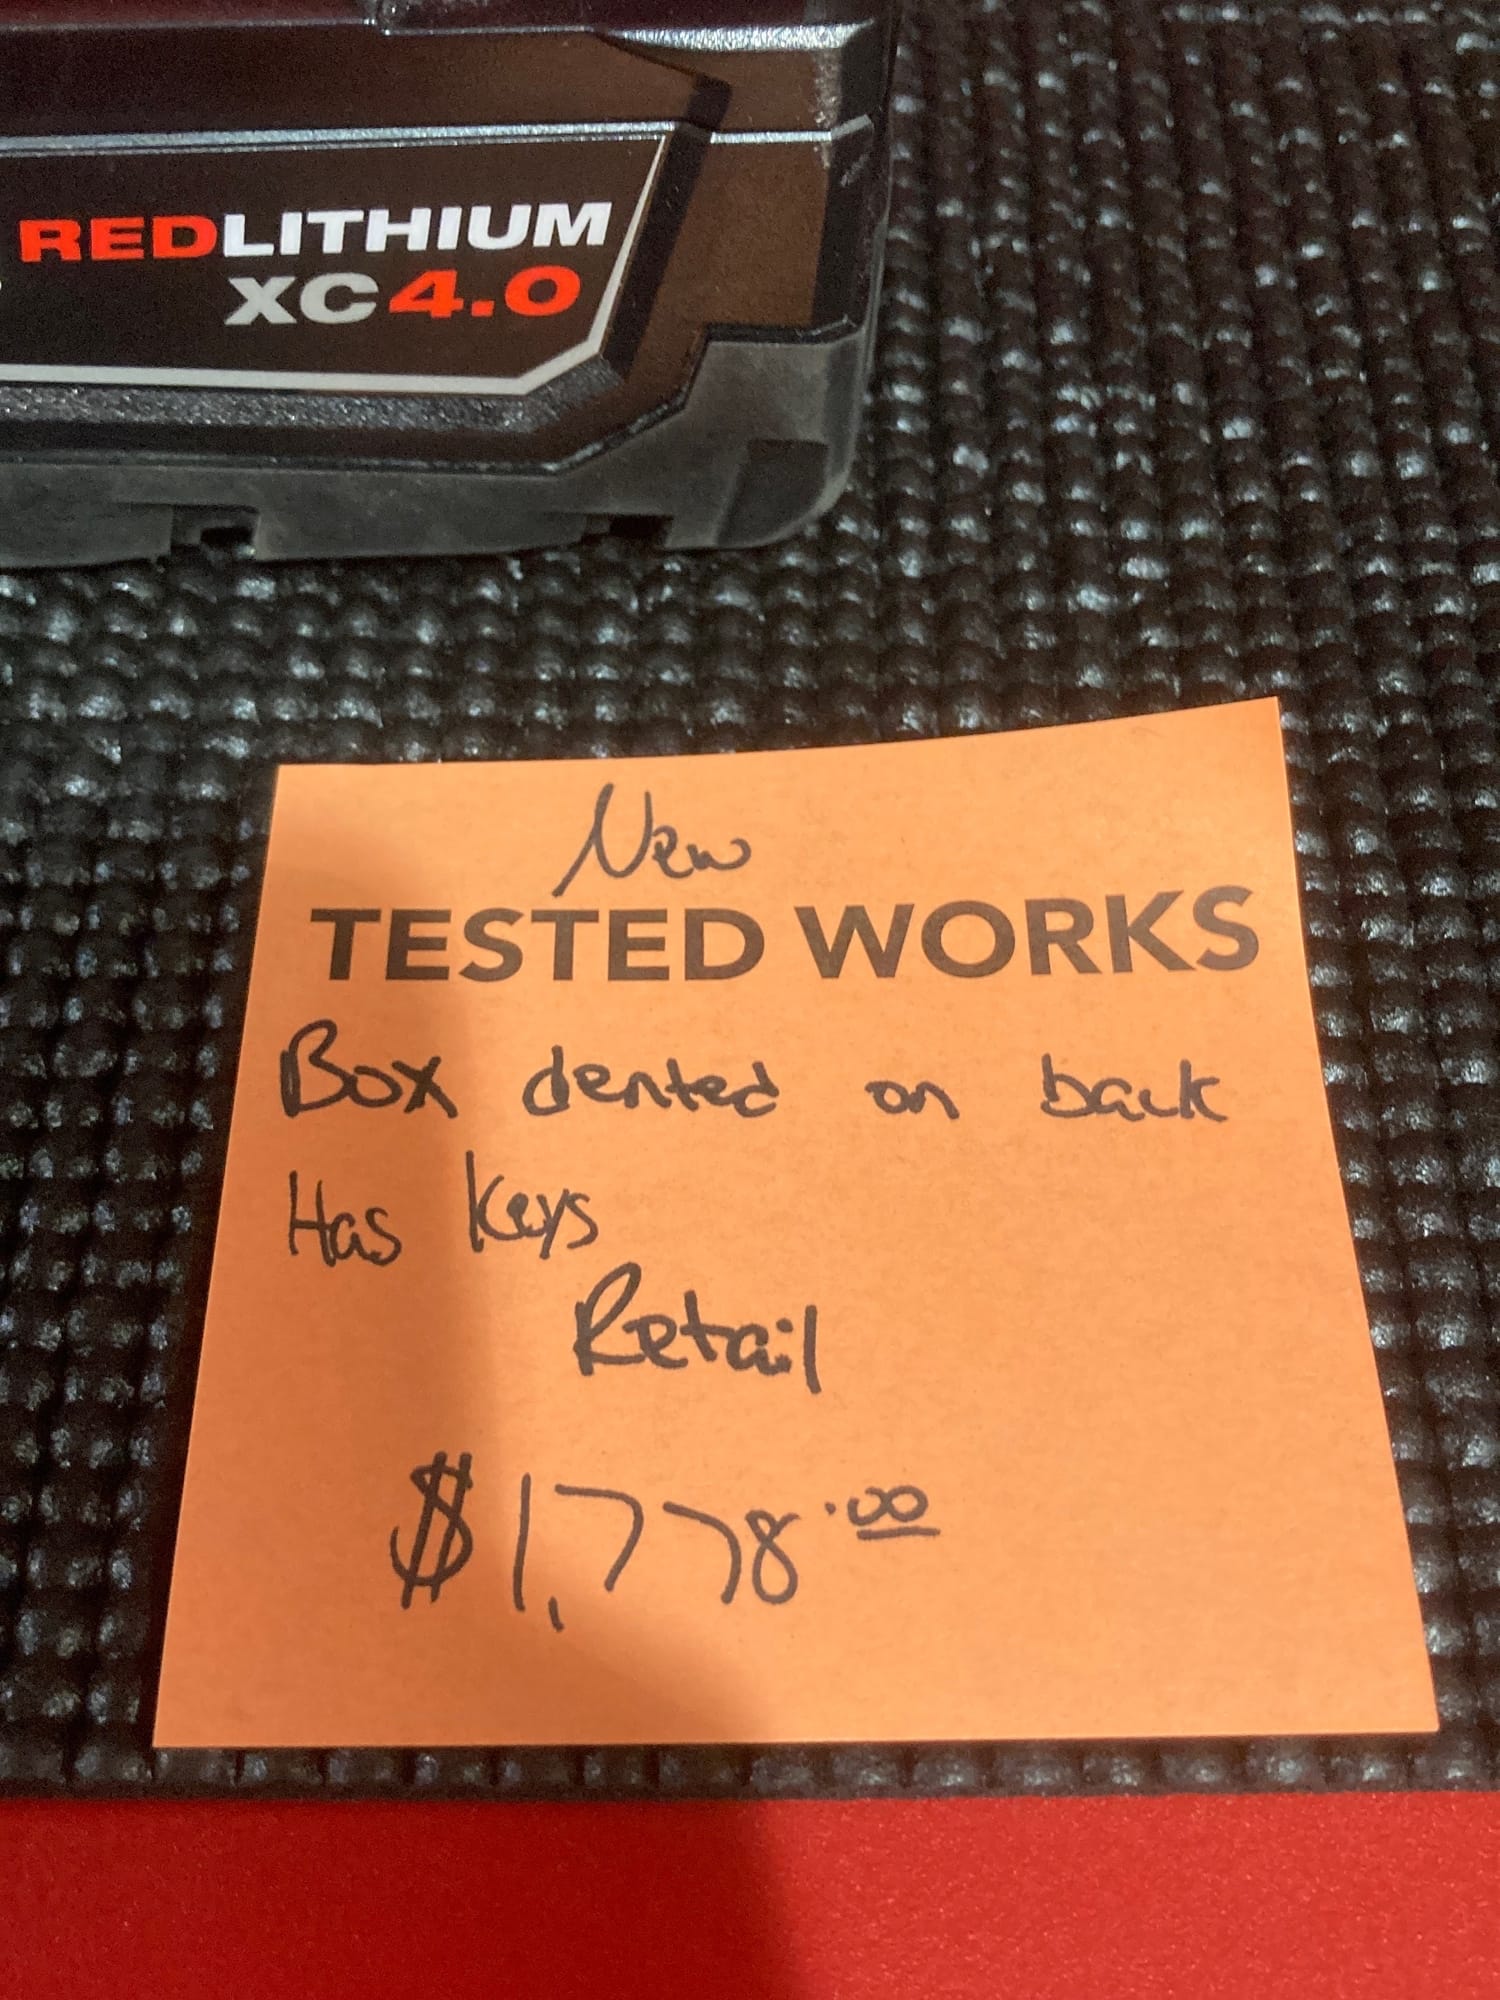 REDLITHIUM
XC4.0
New
TESTED WORKS
Box dented on back
Has Keys
Retail
$1,778.00